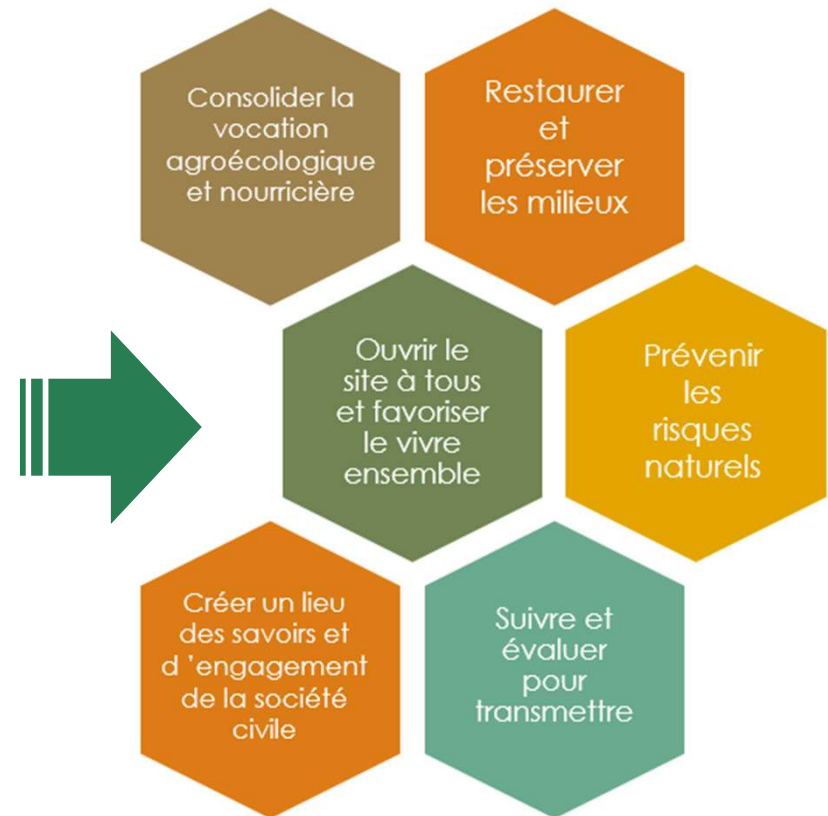 Consolider la
vocation
agroécologique
et nourricière
Restaurer
et
préserver
les milieux
Ouvrir le
site à tous
et favoriser
le vivre
ensemble
Prévenir
les
risques
naturels
Créer un lieu
des savoirs et
d 'engagement
de la société
civile
Suivre et
évaluer
pour
transmettre